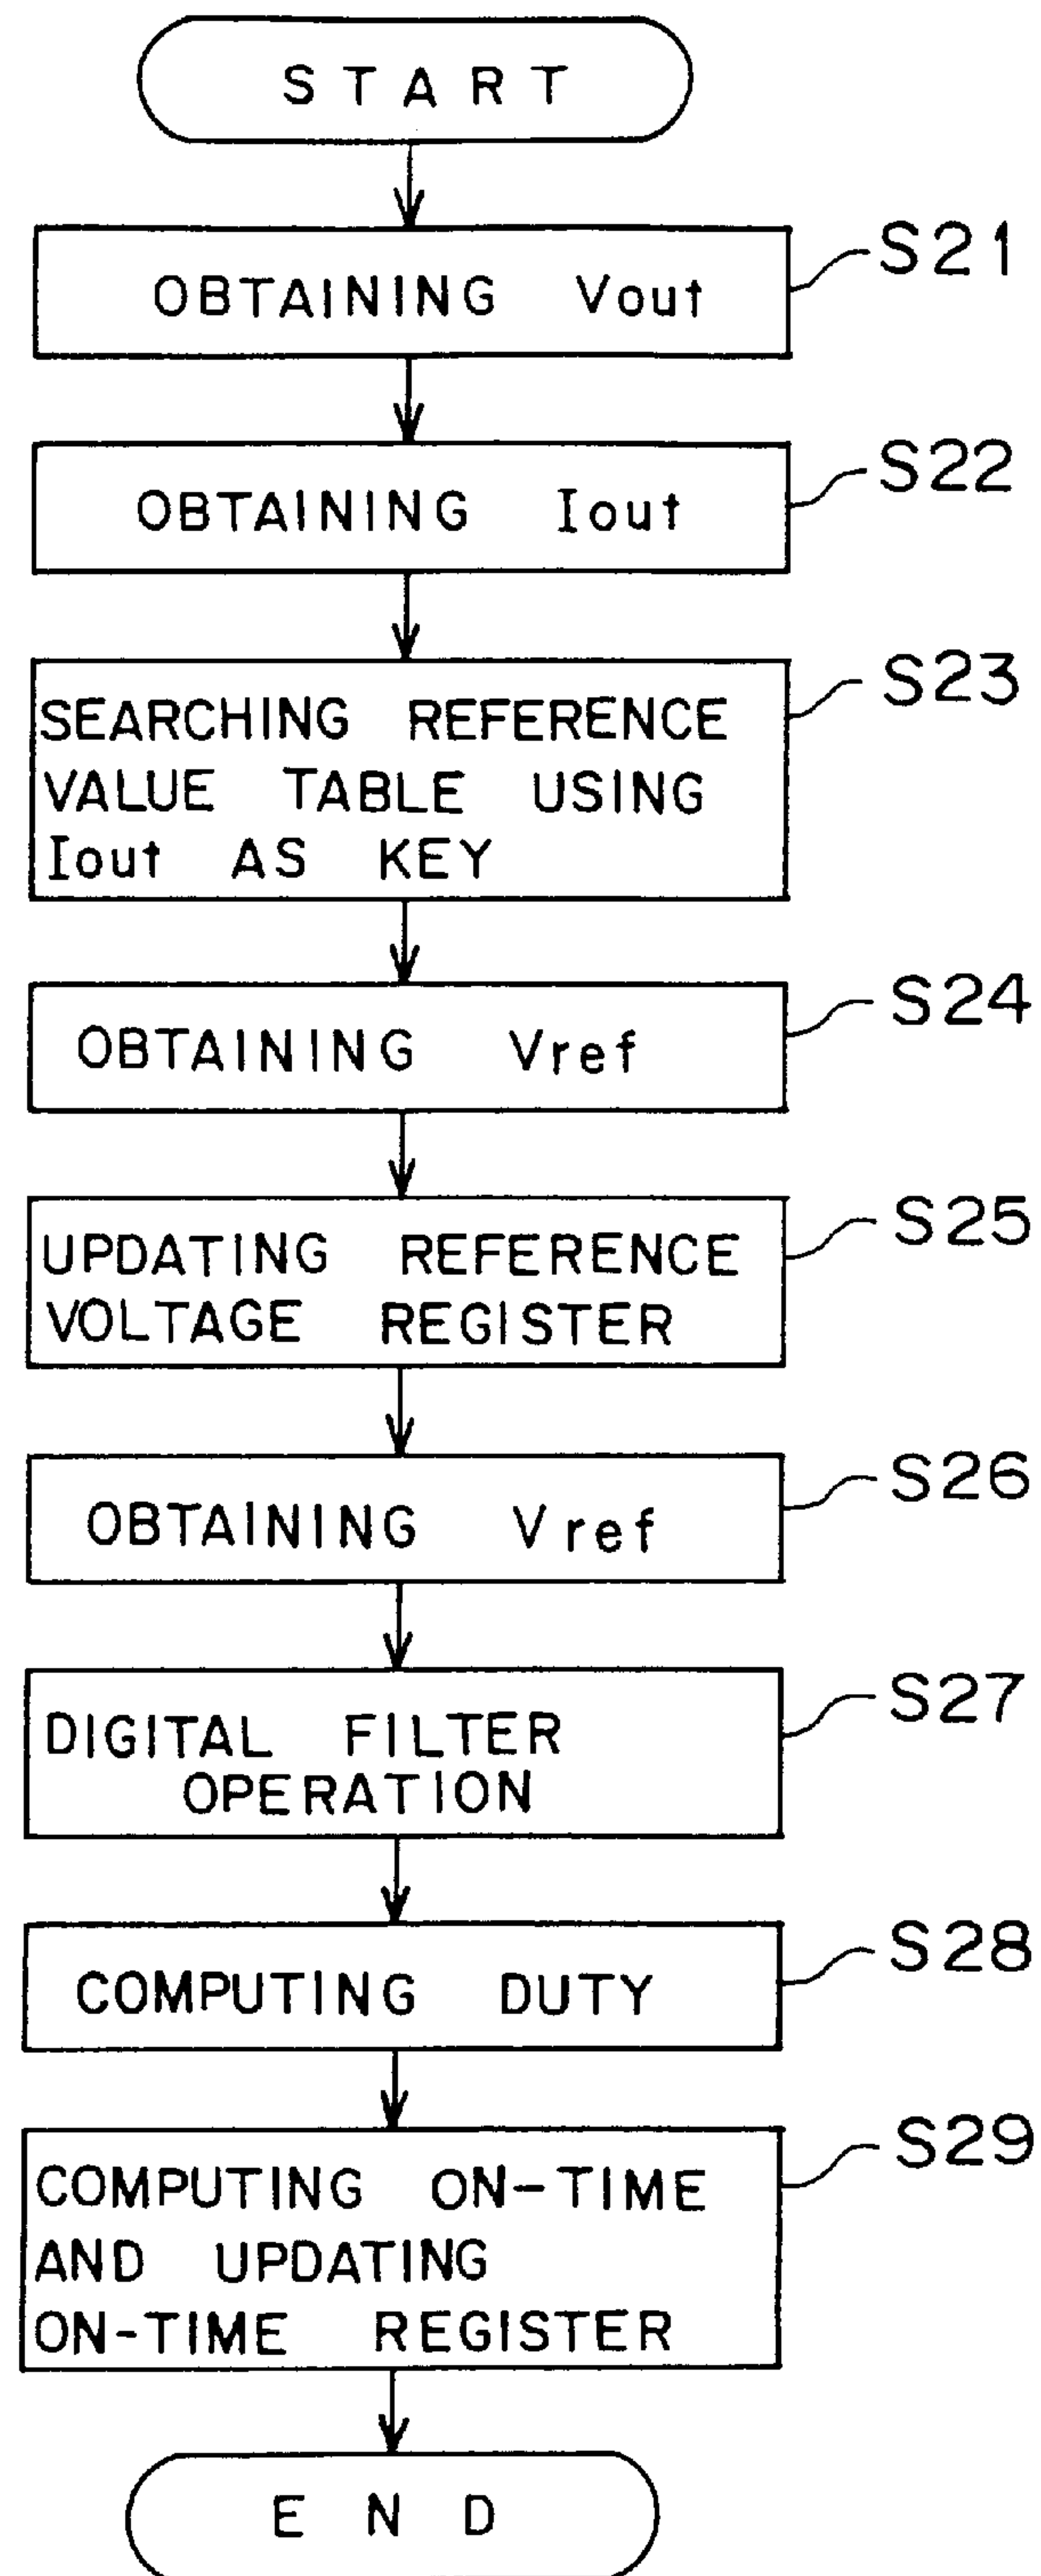 START
OBTAINING Vout
S21
OBTAINING Iout
S22
SEARCHING REFERENCE
VALUE TABLE USING
Iout AS KEY
S23
OBTAINING Vref
S24
UPDATING REFERENCE
VOLTAGE REGISTER
S25
OBTAINING Vref
S26
DIGITAL FILTER
OPERATION
S27
COMPUTING DUTY
S28
COMPUTING ON-TIME
AND UPDATING
ON-TIME REGISTER
S29
END